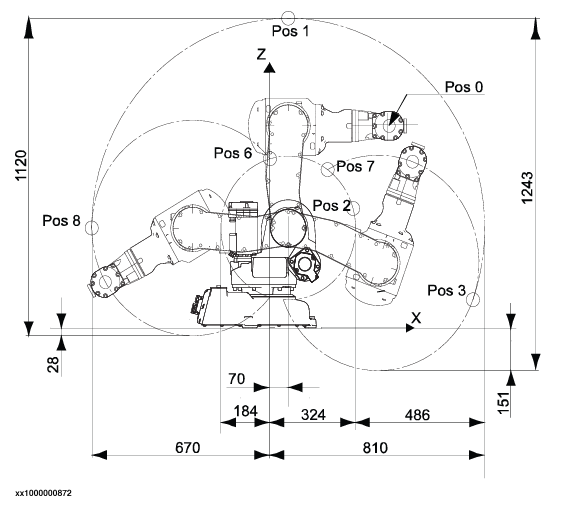 Pos 1
Z
Pos 0
1120
Pos 6
Pos 7
1243
Pos 2
Pos 8
Pos 3
X
28
70
151
184
324
486
670
810
xx1000000872